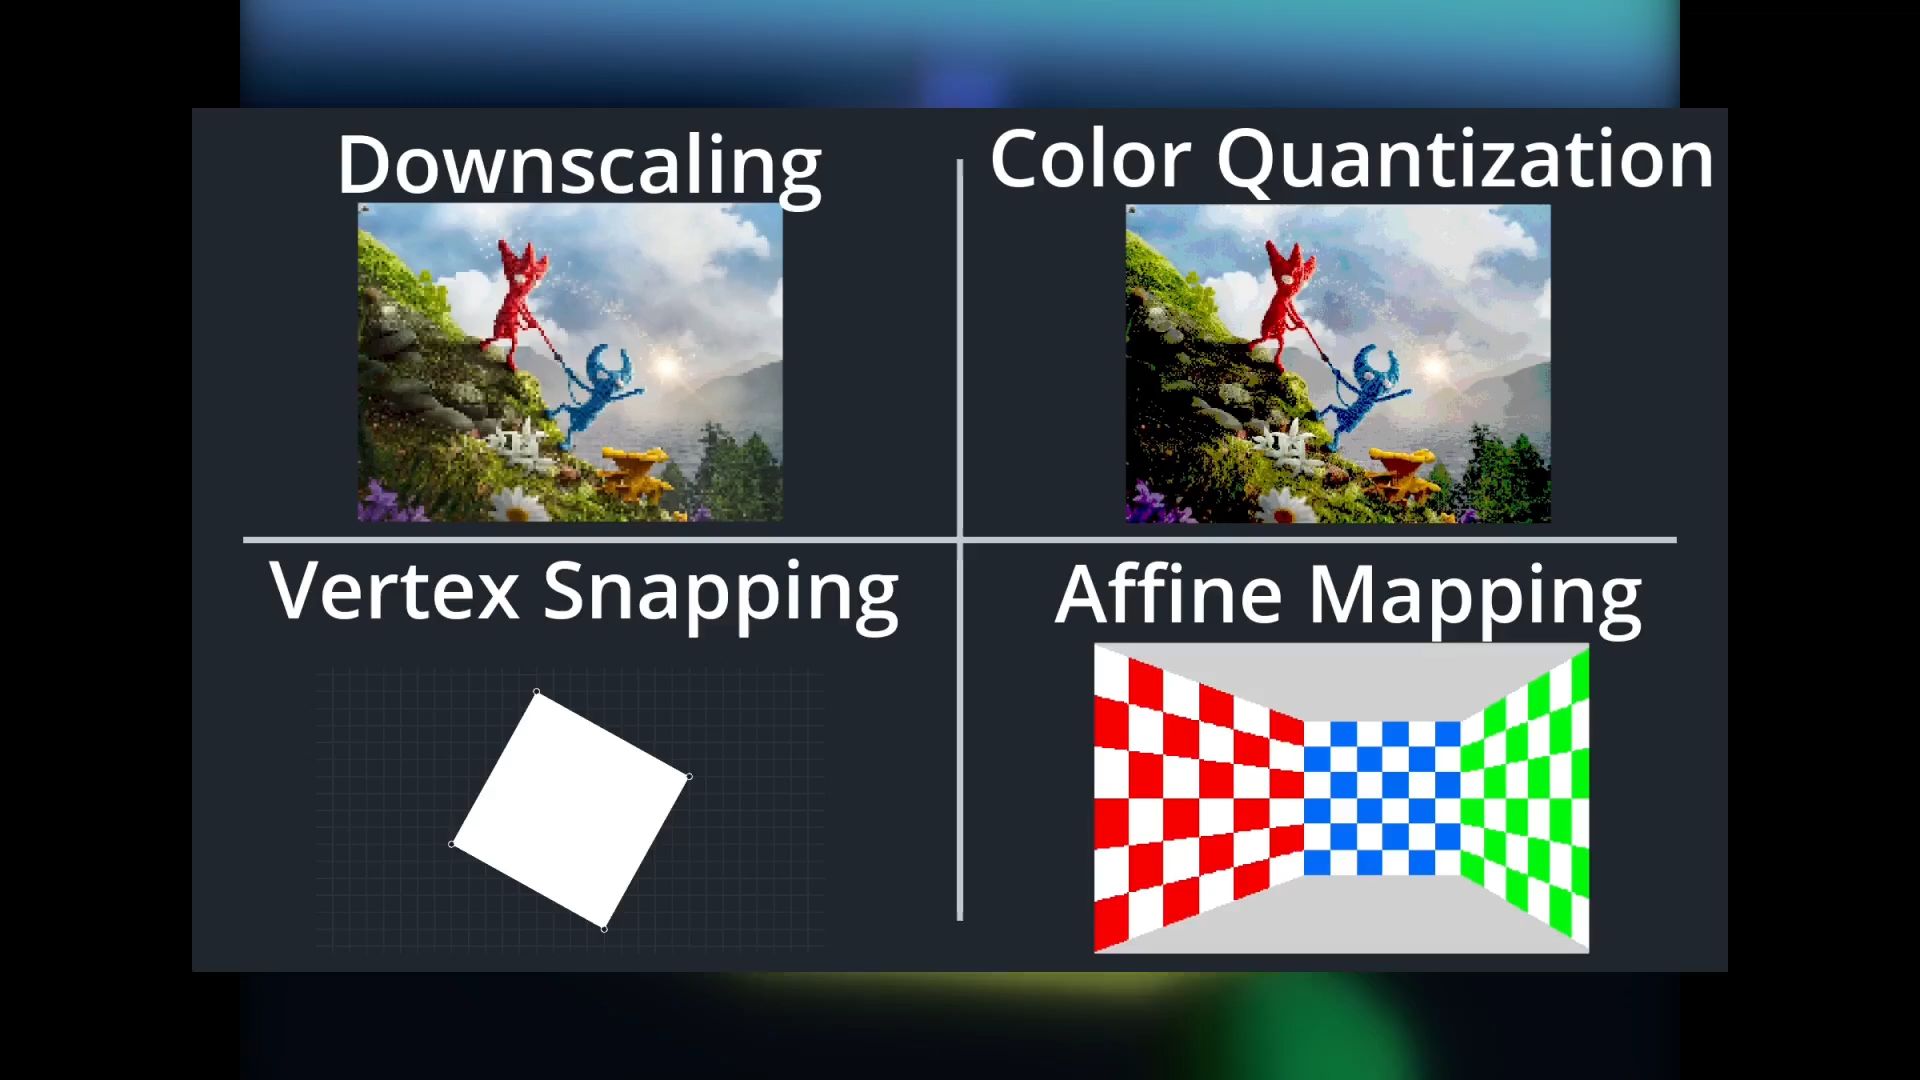 Downscaling
Color Quantization
Vertex Snapping
Affine Mapping